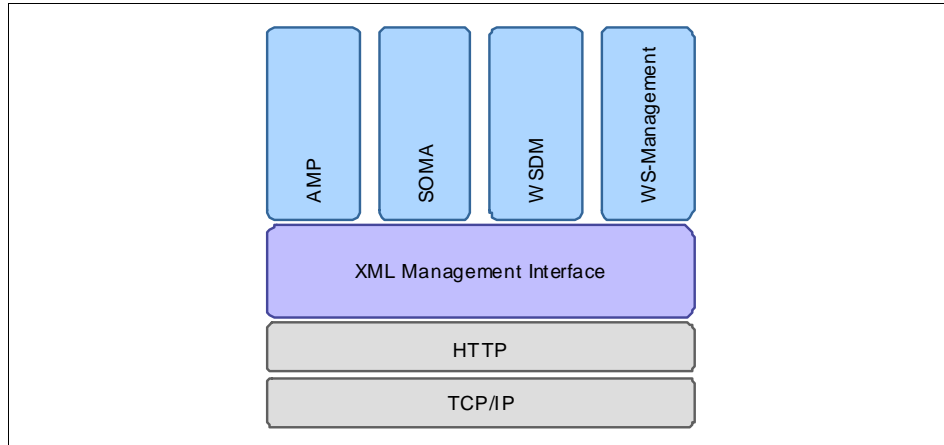 AMP
SOMA
WSDM
WS-Management
XML Management Interface
HTTP
TCP/IP